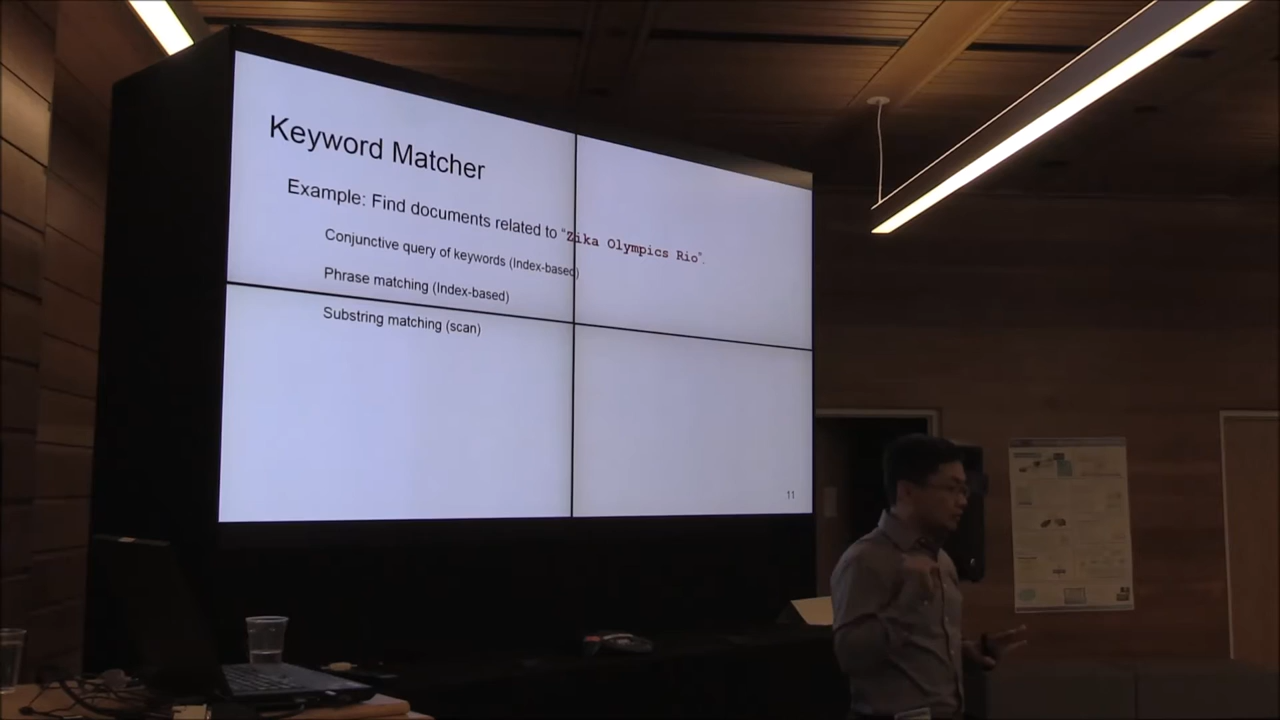 Keyword Matcher
Example: Find documents related to “Zika Olympics Rio”.
Conjunctive query of keywords (Index-based)
Phrase matching (Index-based)
Substring matching (scan)
11